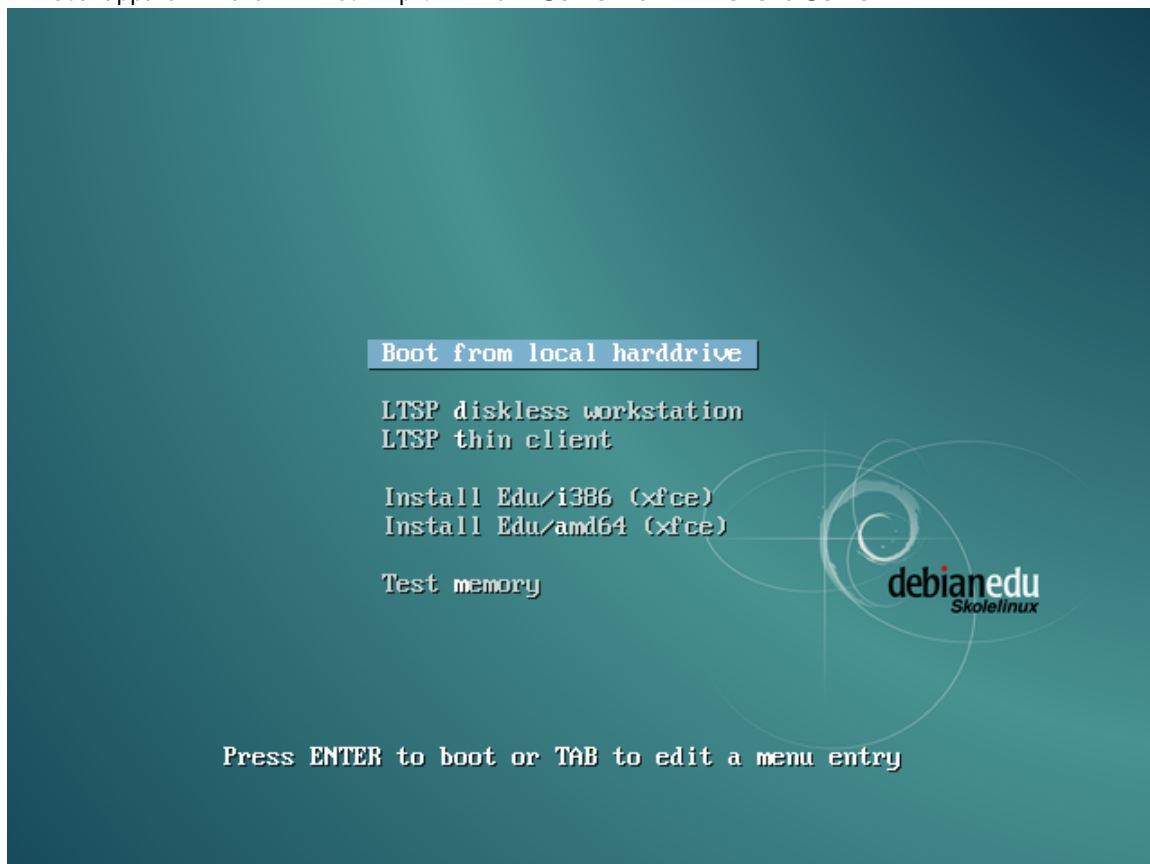 Boot from local harddrive
LTSP diskless workstation
LTSP thin client
Install Edu/i386 (xfce)
Install Edu/amd64 (xfce)
Test memory
debianedu
Skolelinux
Press ENTER to boot or TAB to edit a menu entry